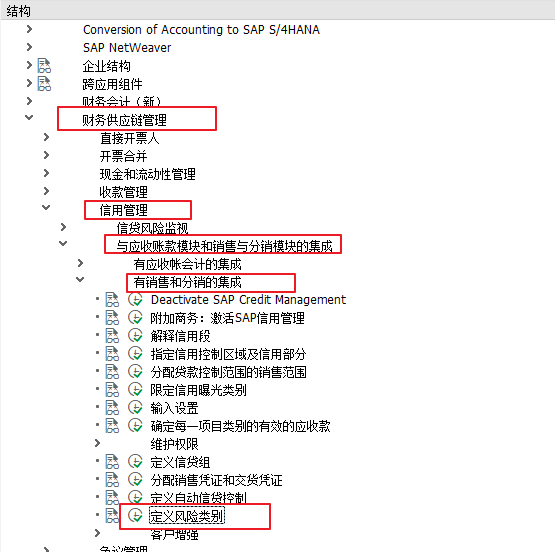 结构
Conversion of Accounting to SAP S/4HANA
SAP NetWeaver
企业结构
跨应用组件
财务会计（新）
财务供应链管理
直接开票人
开票合并
现金和流动性管理
收款管理
信用管理
信贷风险监视
与应收账款模块和销售与分销模块的集成
有应收帐会计的集成
有销售和分销的集成
Deactivate SAP Credit Management
附加商务：激活SAP信用管理
解释信用段
指定信用控制区域及信用部分
分配贷款控制范围的销售范围
限定信用曝光类别
输入设置
确定每一项目类别的有效的应收款
维护权限
定义信贷组
分配销售凭证和交货凭证
定义自动信贷控制
定义风险类别
客户增强
争议管理